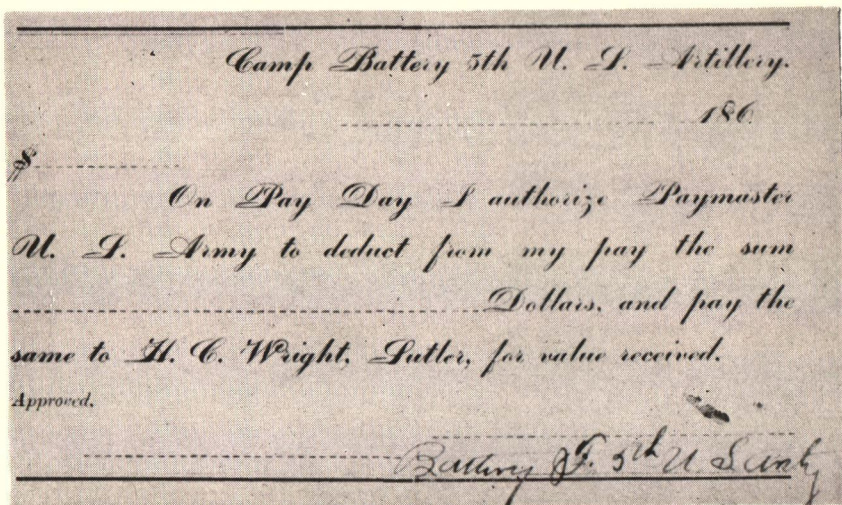 Camp Battery 5th U. S. Artillery.
186
$
On Pay Day I authorize Paymaster
U. S. Army to deduct from my pay the sum
Dollars, and pay the
same to H. C. Wright, Sutler, for value received.
Approved,
Battery F. 5th U S Arty